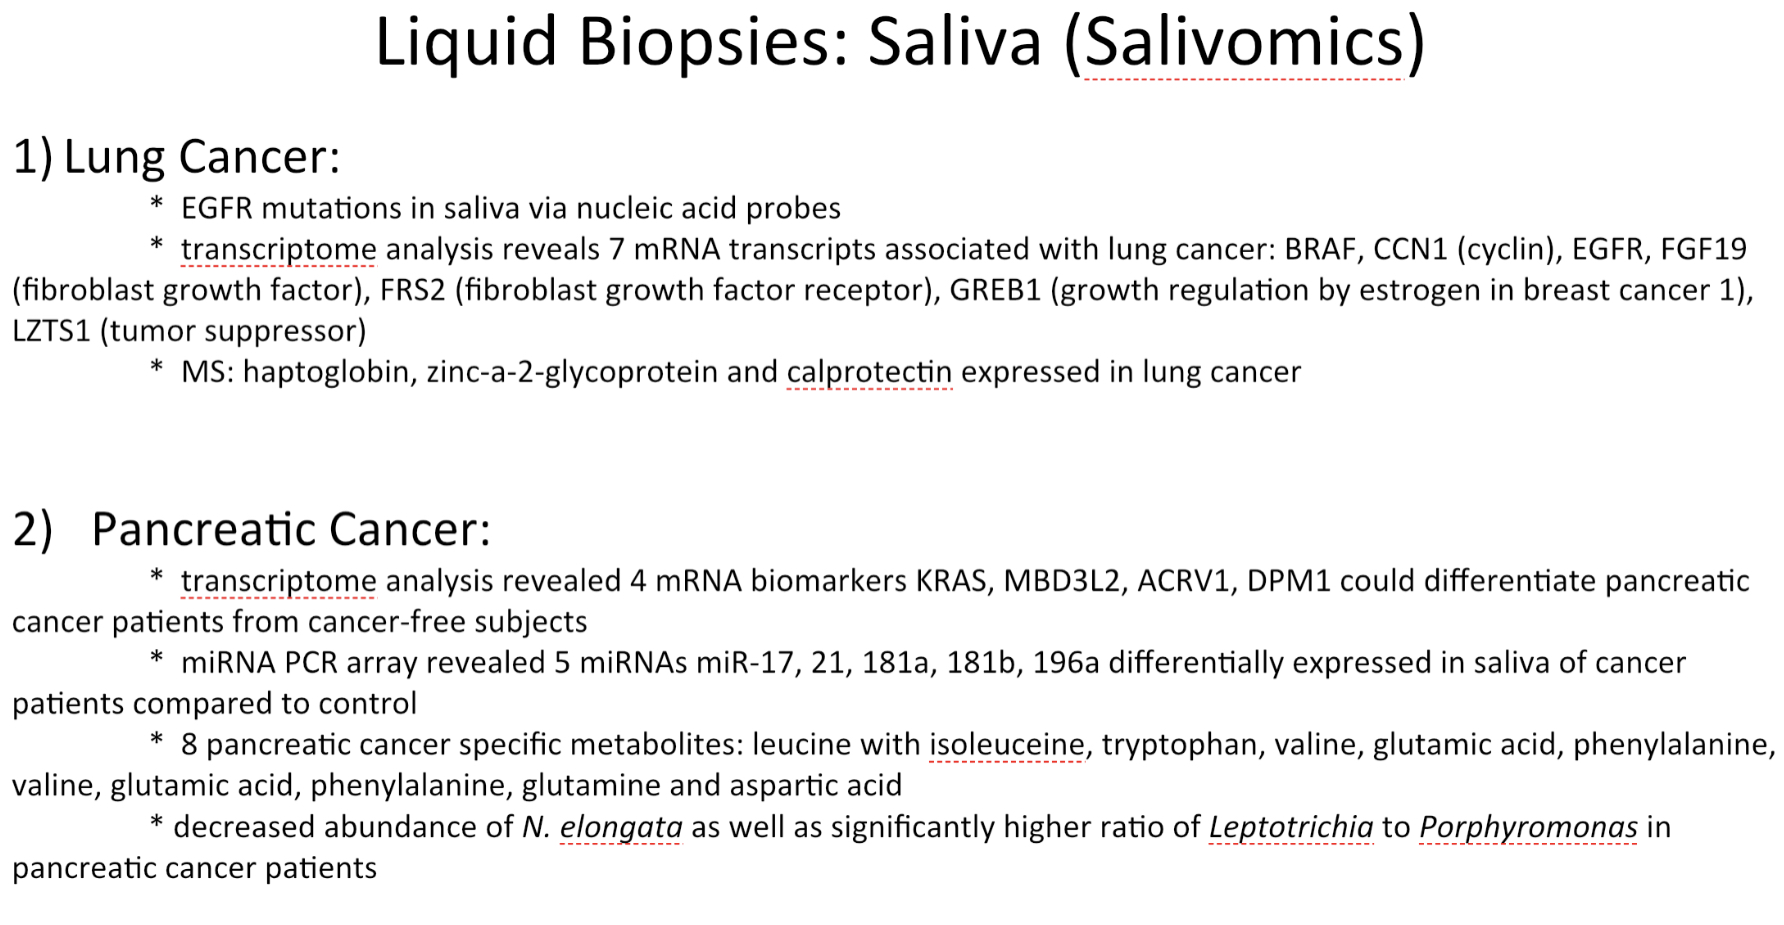 Liquid Biopsies: Saliva (Salivomics)
1) Lung Cancer:
* EGFR mutations in saliva via nucleic acid probes
* transcriptome analysis reveals 7 mRNA transcripts associated with lung cancer: BRAF, CCN1 (cyclin), EGFR, FGF19
(fibroblast growth factor), FRS2 (fibroblast growth factor receptor), GREB1 (growth regulation by estrogen in breast cancer 1),
LZTS1 (tumor suppressor)
* MS: haptoglobin, zinc-a-2-glycoprotein and calprotectin expressed in lung cancer
2) Pancreatic Cancer:
* transcriptome analysis revealed 4 mRNA biomarkers KRAS, MBD3L2, ACRV1, DPM1 could differentiate pancreatic
cancer patients from cancer-free subjects
* miRNA PCR array revealed 5 miRNAs miR-17, 21, 181a, 181b, 196a differentially expressed in saliva of cancer
patients compared to control
* 8 pancreatic cancer specific metabolites: leucine with isoleuceine, tryptophan, valine, glutamic acid, phenylalanine,
valine, glutamic acid, phenylalanine, glutamine and aspartic acid
* decreased abundance of N. elongata as well as significantly higher ratio of Leptotrichia to Porphyromonas in
pancreatic cancer patients